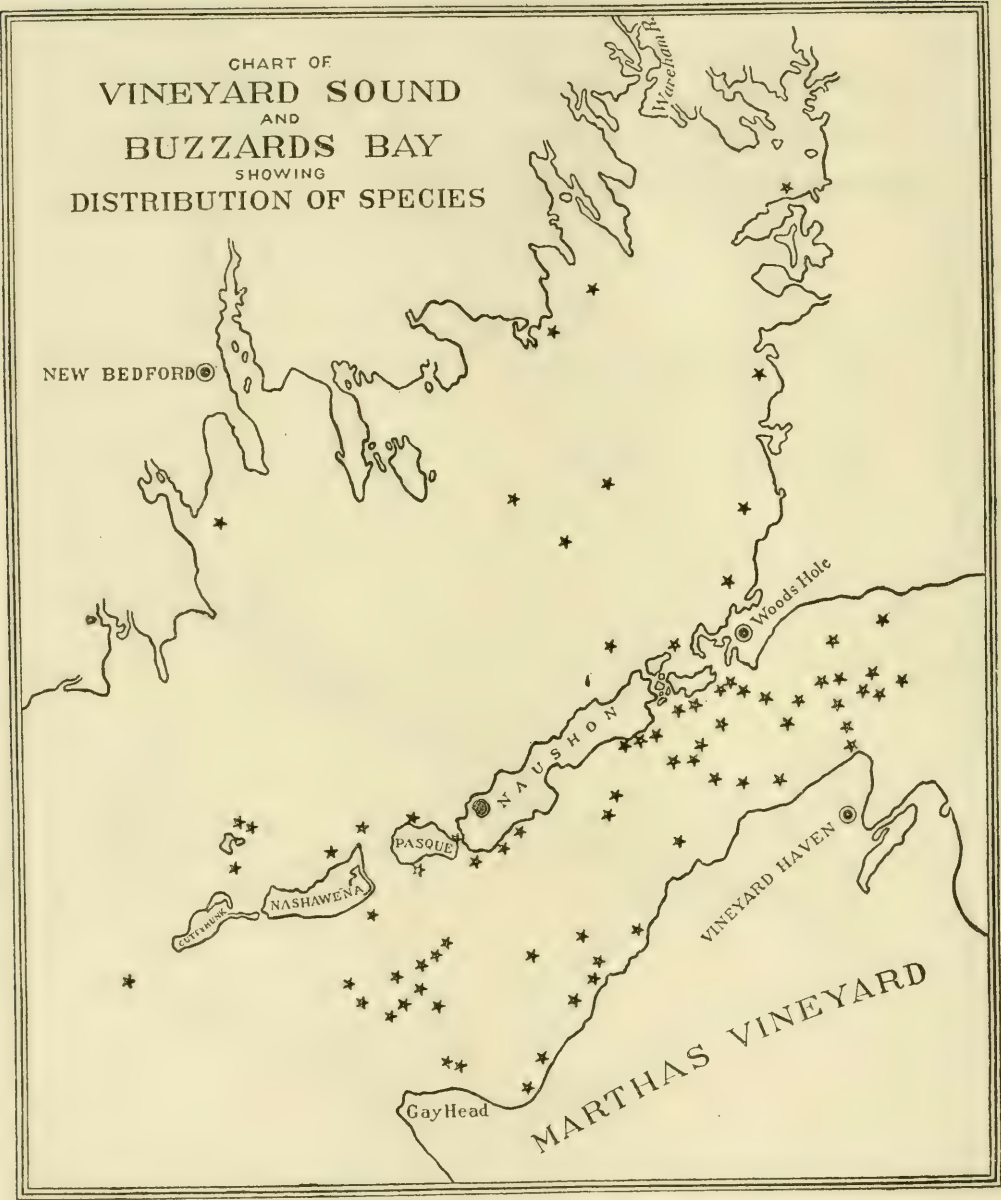 CHART OF
VINEYARD SOUND
AND
BUZZARDS BAY
SHOWING
DISTRIBUTION OF SPECIES
Wareham R.
NEW BEDFORD
Woods Hole
NAUSHON
PASQUE
NASHAWENA
CUTTYHUNK
VINEYARD HAVEN
MARTHAS VINEYARD
Gay Head